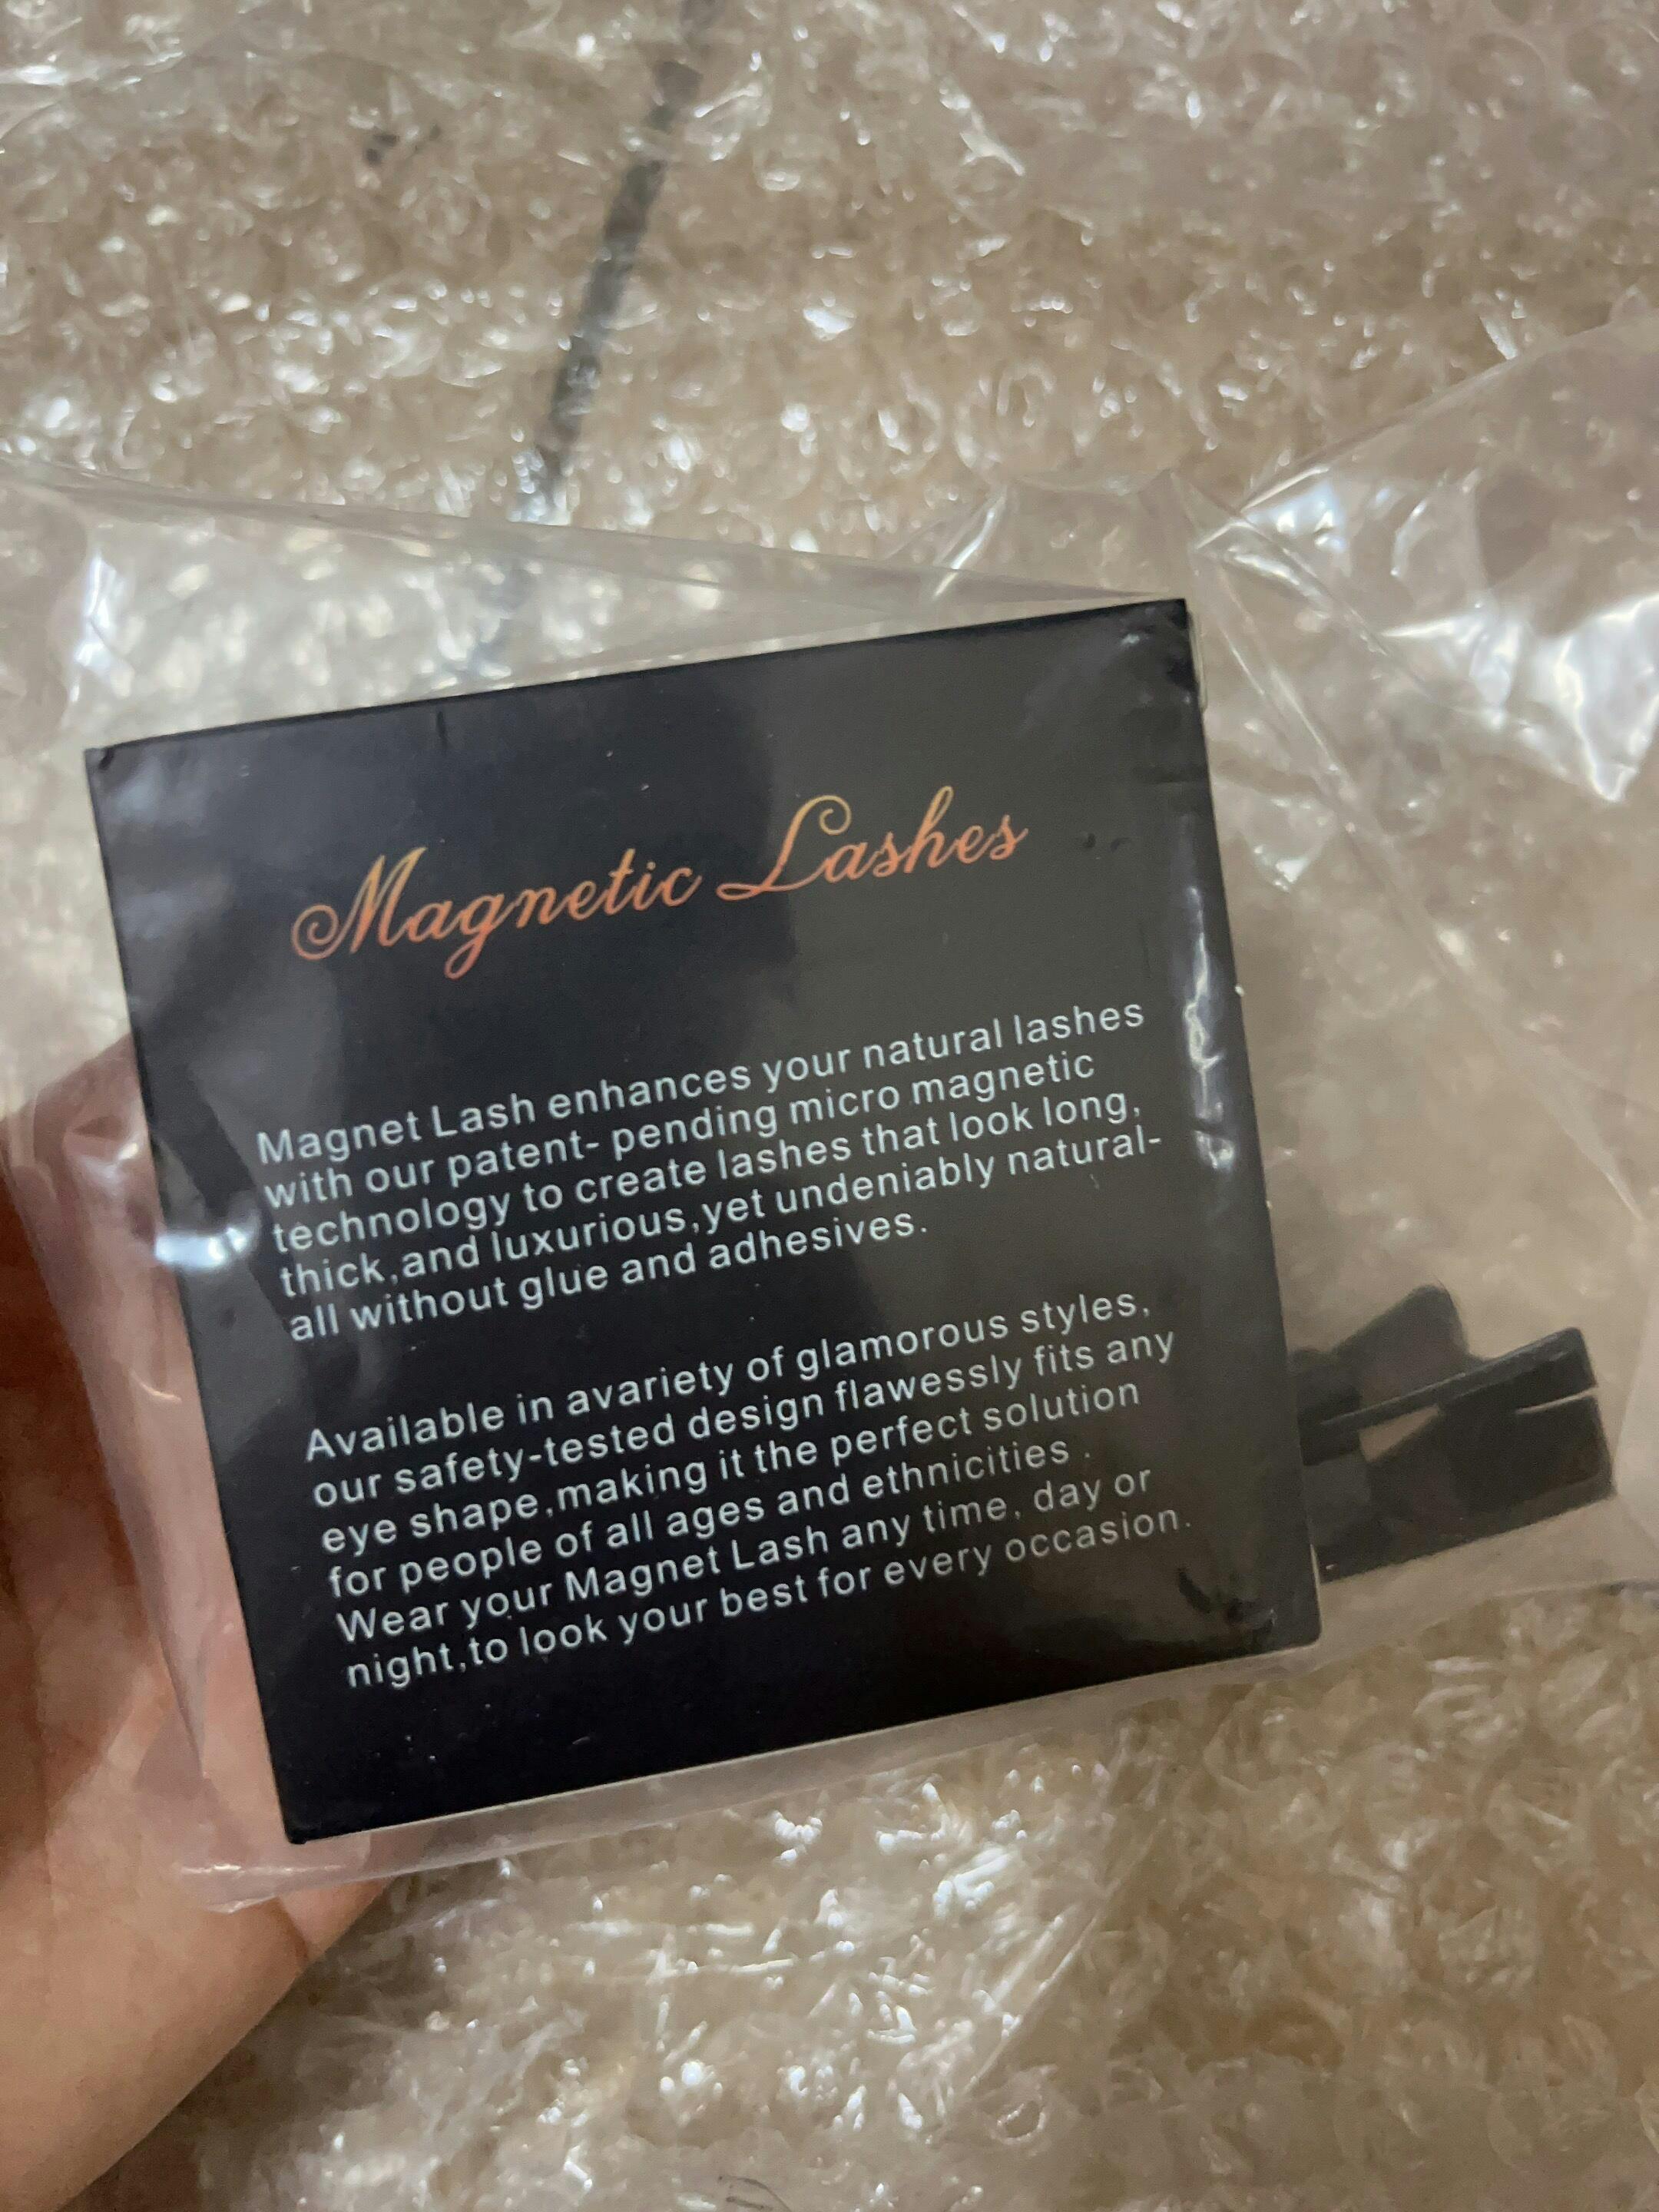 Magnetic Lashes
Magnet Lash enhances your natural lashes
with our patent- pending micro magnetic
technology to create lashes that look long,
thick,and luxurious,yet undeniably natural-
all without glue and adhesives.
Available in avariety of glamorous styles,
our safety-tested design flawessly fits any
eye shape,making it the perfect solution
for people of all ages and ethnicities .
Wear your Magnet Lash any time, day or
night,to look your best for every occasion.